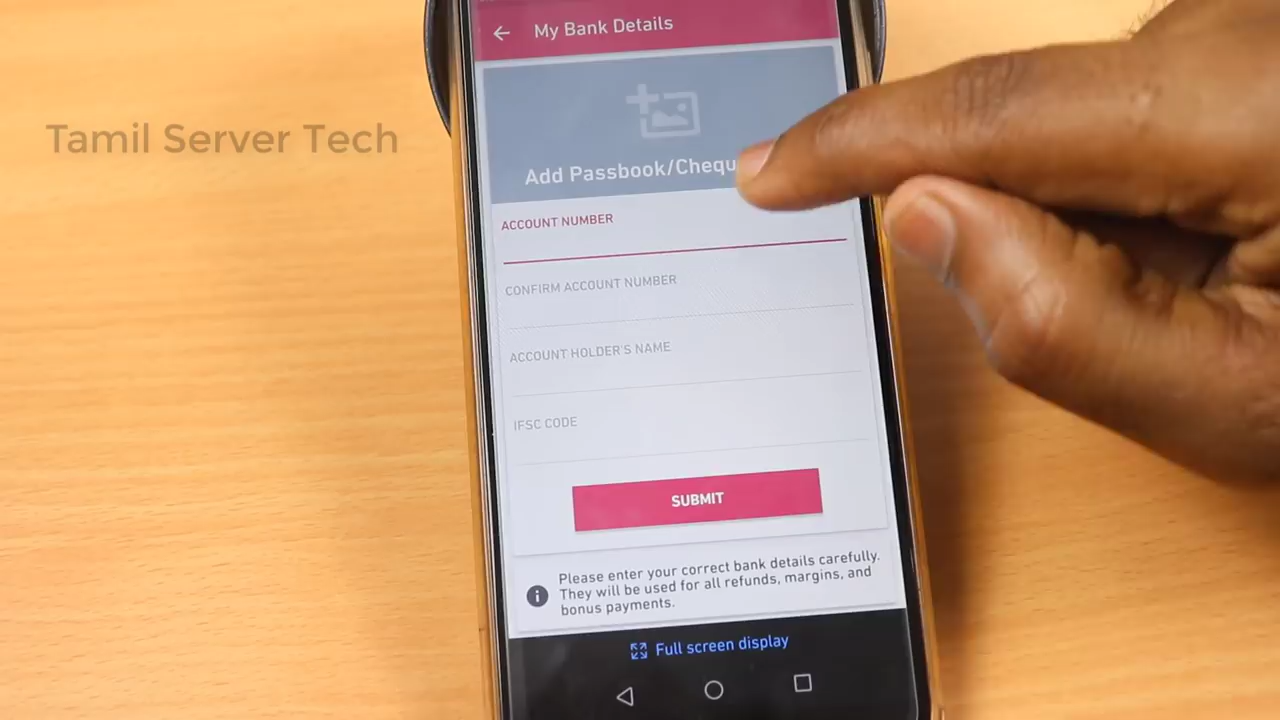 My Bank Details
Tamil Server Tech
Add Passbook/Chequ
ACCOUNT NUMBER
CONFIRM ACCOUNT NUMBER
ACCOUNT HOLDER'S NAME
IFSC CODE
SUBMIT
Please enter your correct bank details carefully.
They will be used for all refunds, margins, and
bonus payments.
Full screen display